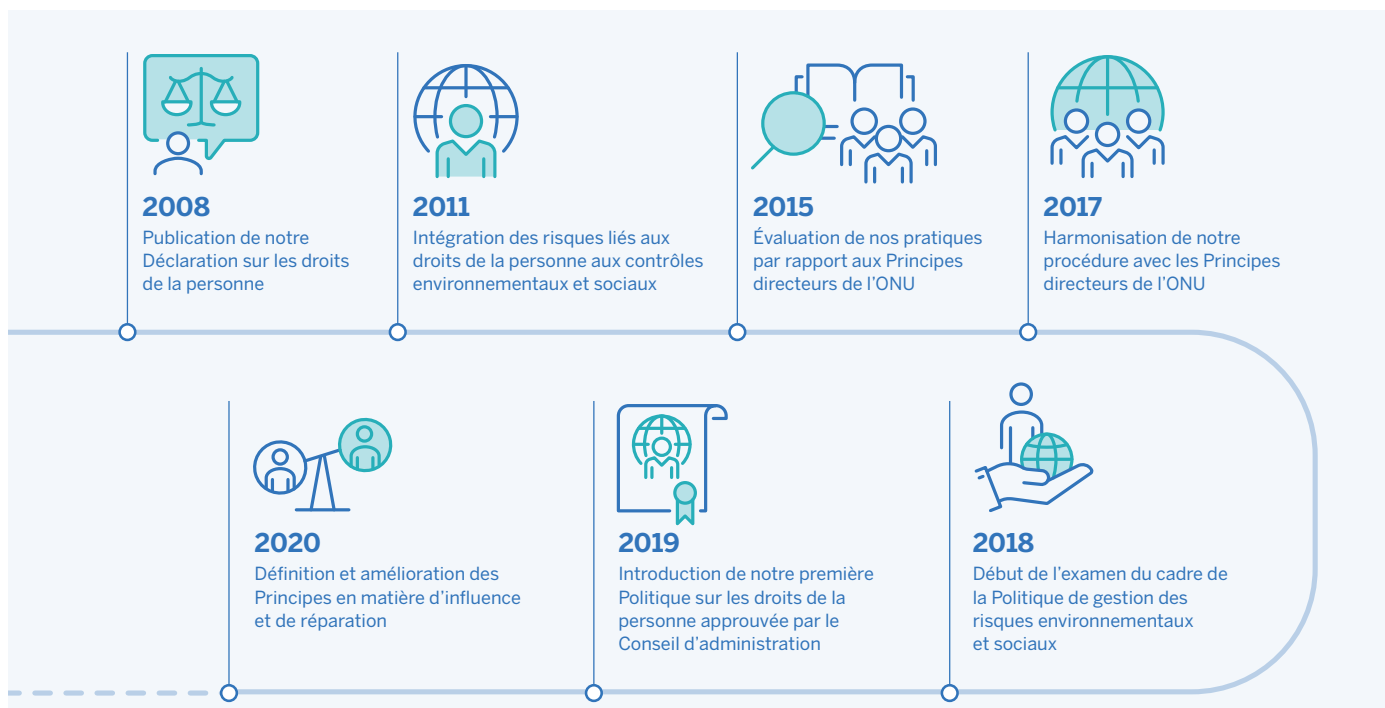 2008
Publication de notre
Déclaration sur les droits
de la personne
2011
Intégration des risques liés aux
droits de la personne aux contrôles
environnementaux et sociaux
2015
Évaluation de nos pratiques
par rapport aux Principes
directeurs de l’ONU
2017
Harmonisation de notre
procédure avec les Principes
directeurs de l’ONU
2020
Définition et amélioration des
Principes en matière d’influence
et de réparation
2019
Introduction de notre première
Politique sur les droits de la
personne approuvée par le
Conseil d’administration
2018
Début de l’examen du cadre de
la Politique de gestion des
risques environnementaux
et sociaux